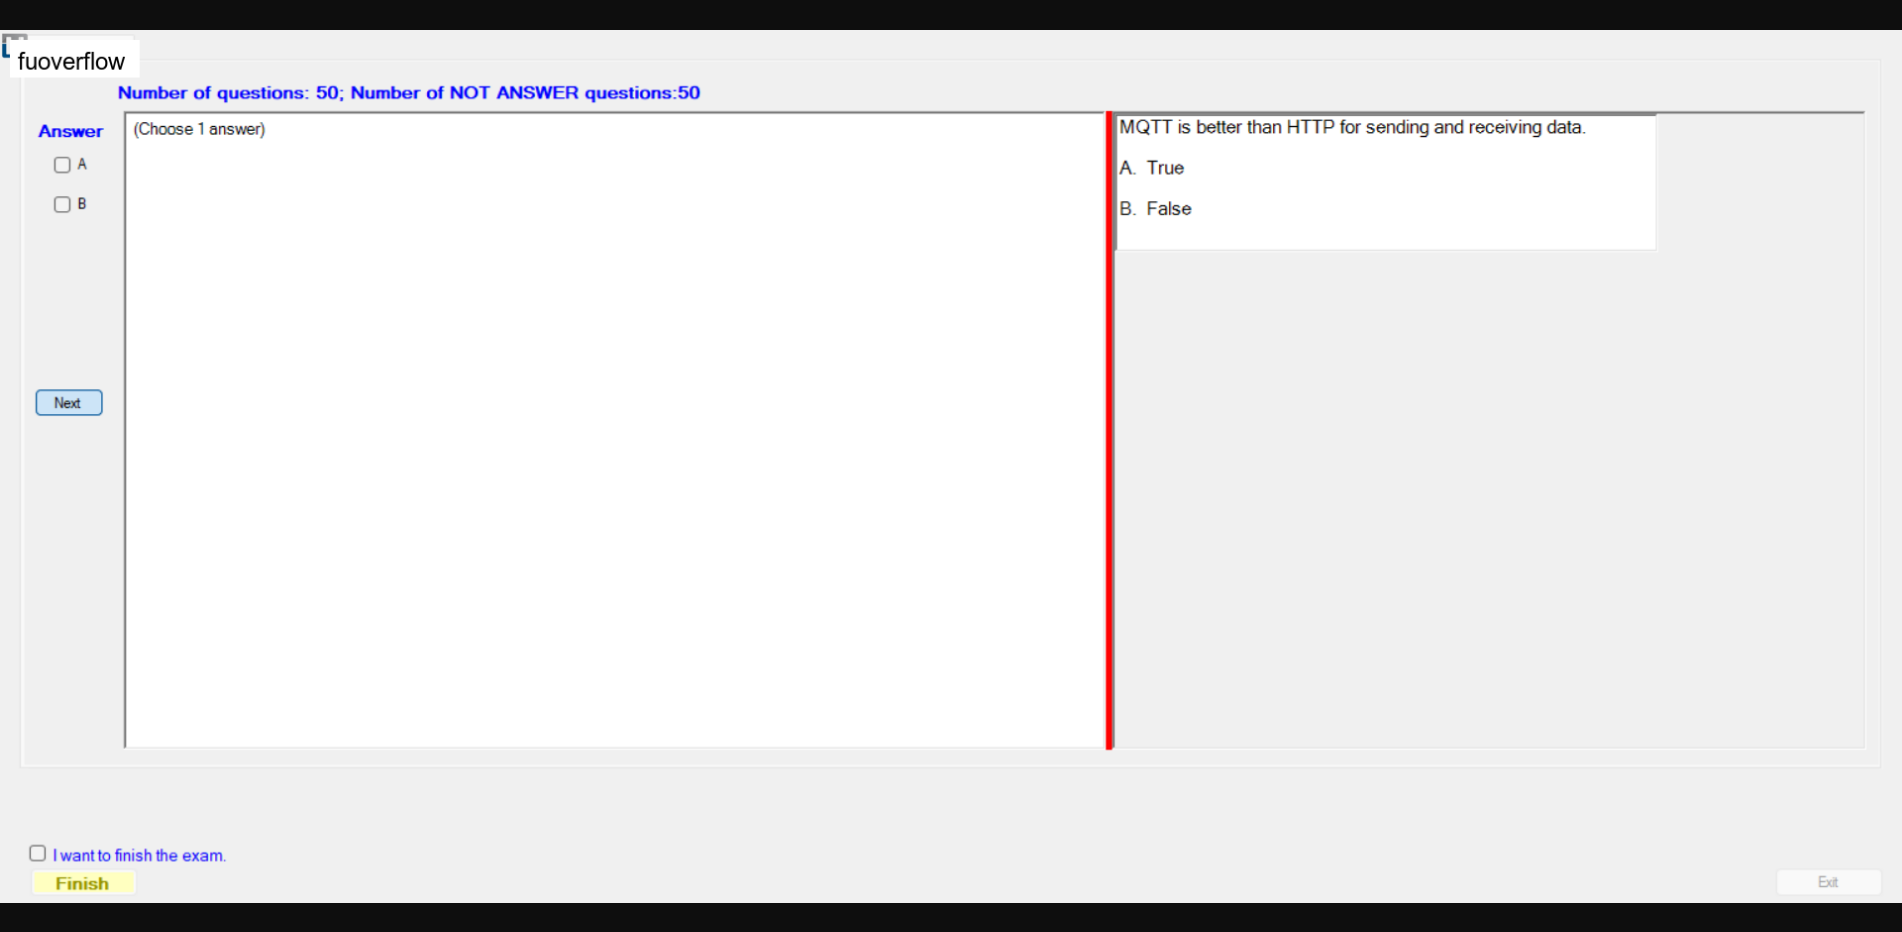 fuoverflow
Number of questions: 50; Number of NOT ANSWER questions:50
Answer
A
B
Next
(Choose 1 answer)
MQTT is better than HTTP for sending and receiving data.
A. True
B. False
I want to finish the exam.
Finish
Exit